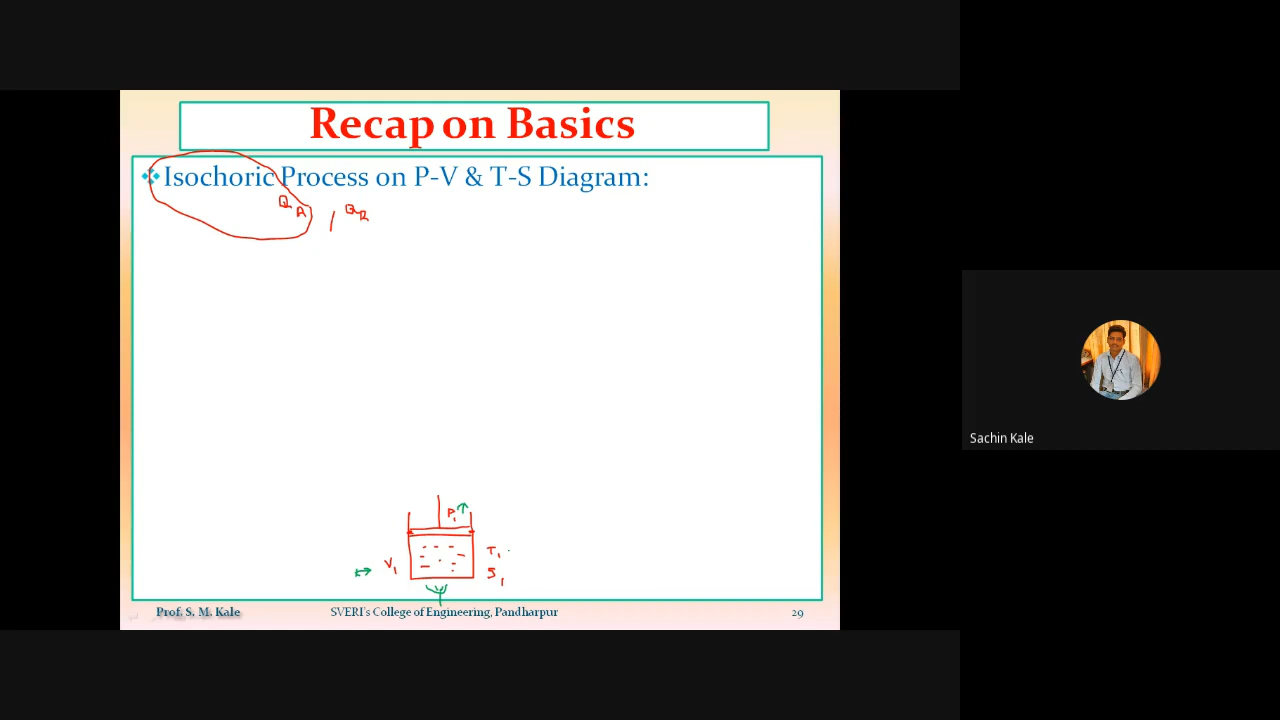 Recap on Basics
Isochoric Process on P-V & T-S Diagram:
QA / QR
P1 ↑
V1
T1
S1
Prof. S. M. Kale
SVERI's College of Engineering, Pandharpur
29
Sachin Kale